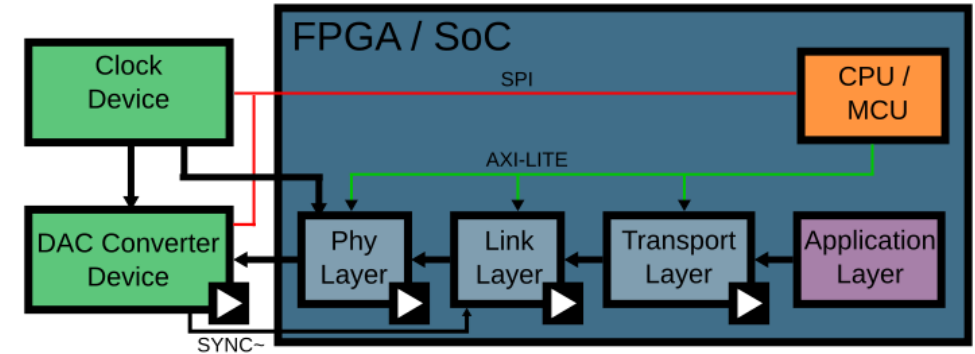 FPGA / SoC
Clock
Device
SPI
CPU /
MCU
AXI-LITE
DAC Converter
Device
Phy
Layer
Link
Layer
Transport
Layer
Application
Layer
SYNC~